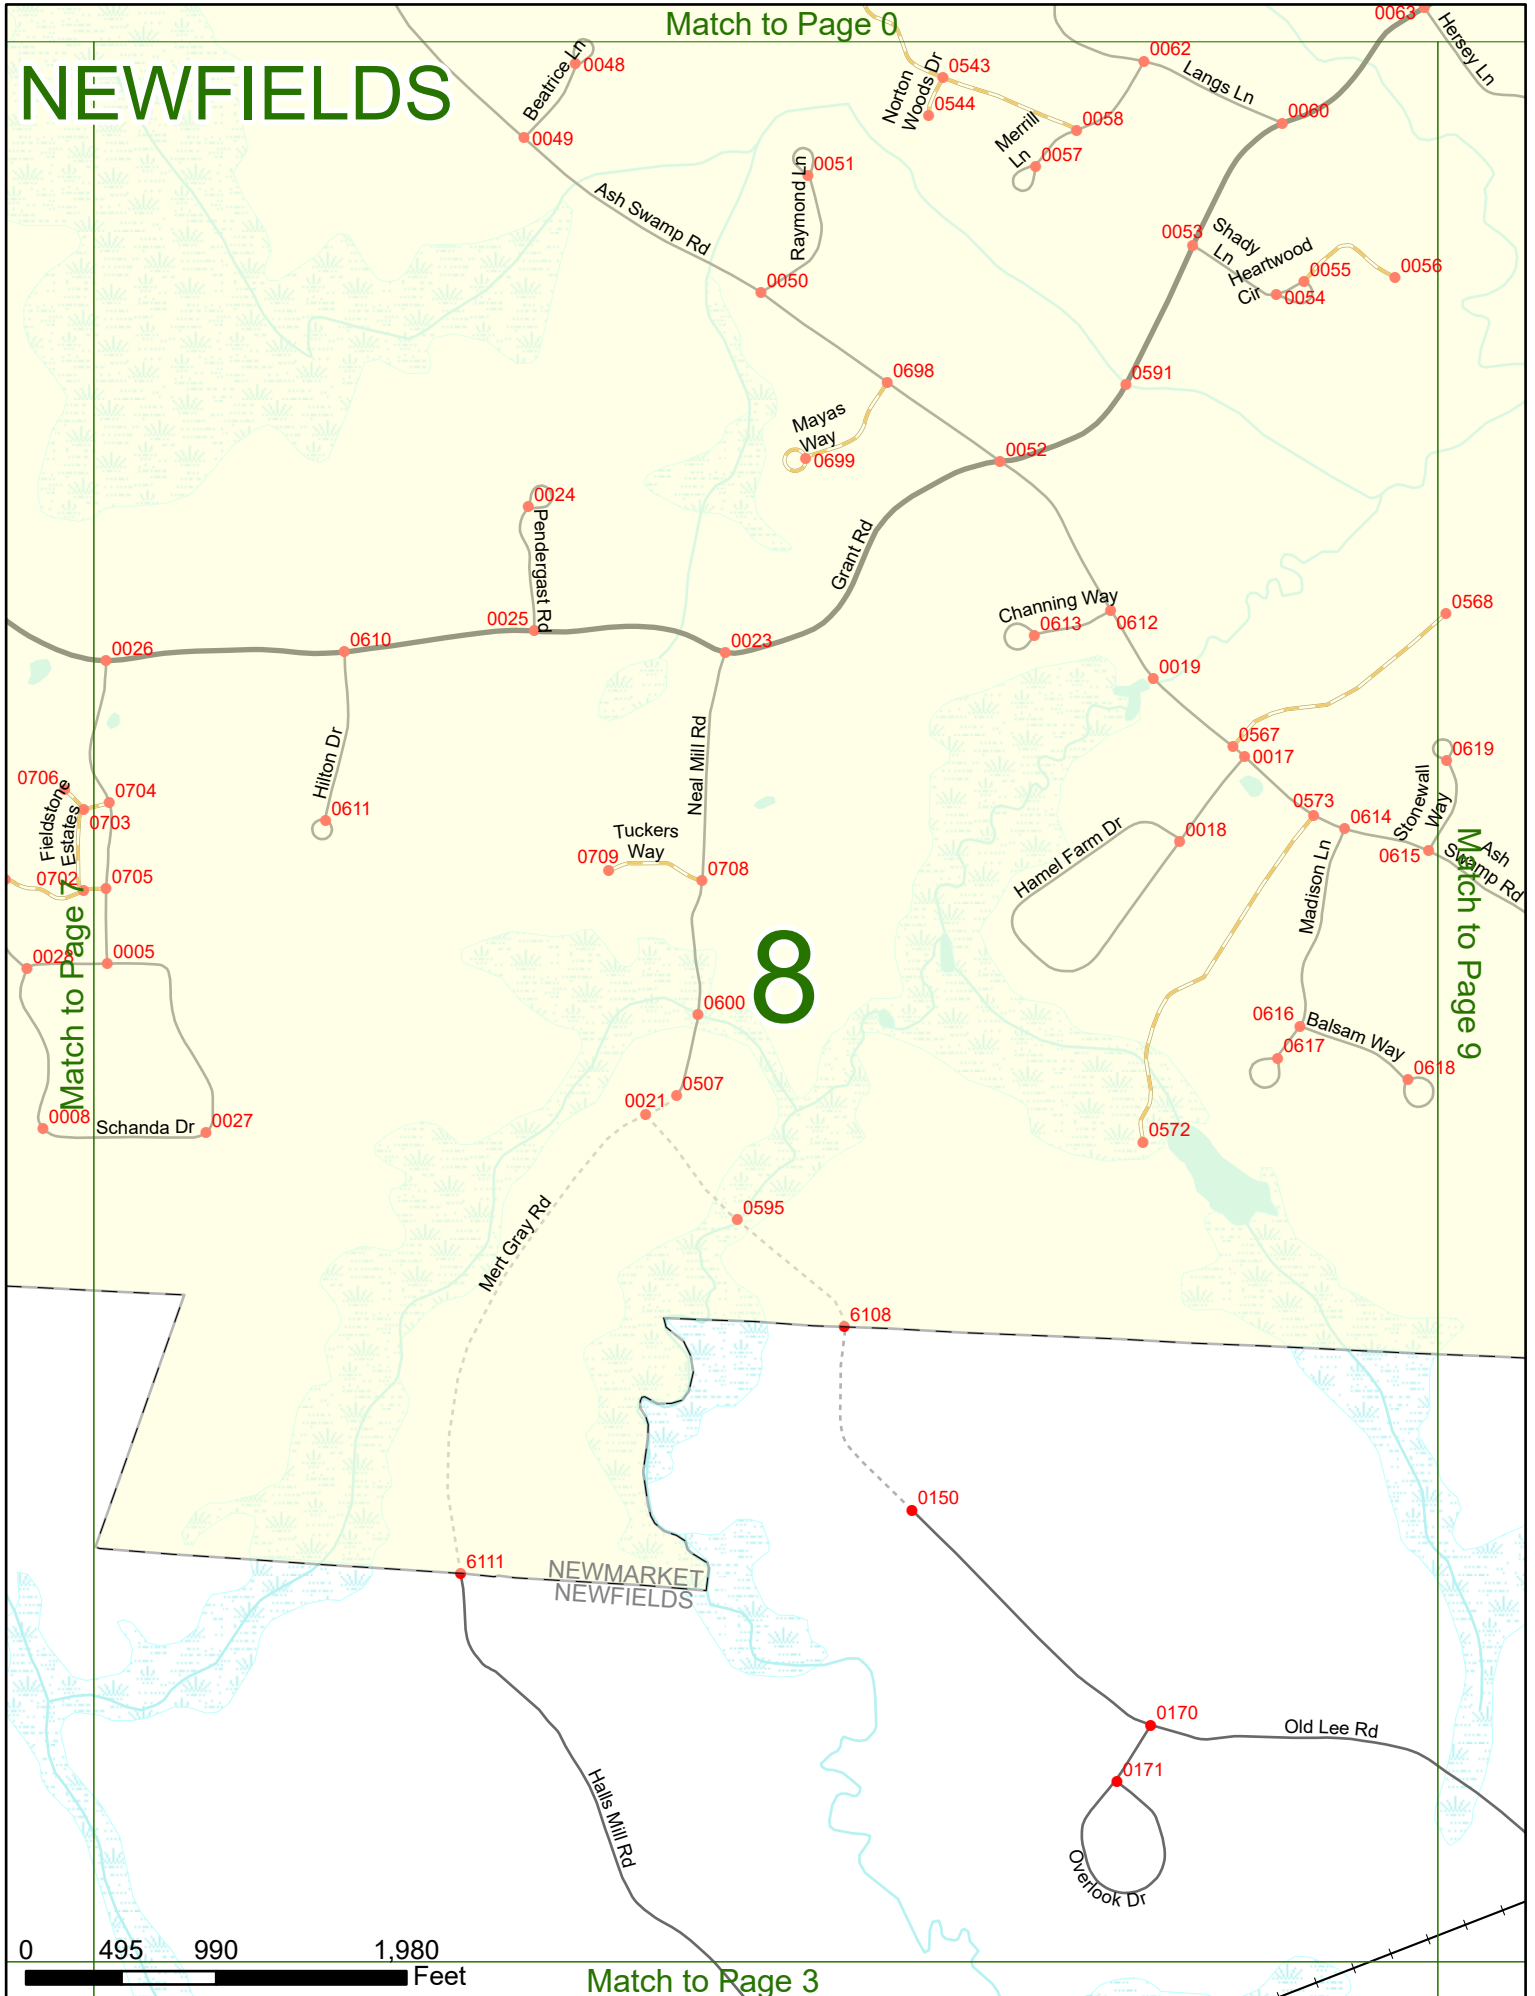 Match to Page 0
NEWFIELDS
0063
Hersey Ln
0062
Langs Ln
0048
Beatrice Ln
0049
0543
Norton
Woods Dr
0544
Merrill
Ln
0058
0057
0060
0051
Raymond Ln
Ash Swamp Rd
0050
0053
Shady
Ln
Heartwood
Cir
0055
0054
0056
0698
0591
Mayas
Way
0699
0052
0024
Pendergast Rd
Grant Rd
0025
0026
0610
0023
Channing Way
0613
0612
0568
0019
Hilton Dr
Neal Mill Rd
0567
0017
0619
Stonewall
Way
0706
Fieldstone
Estates
0704
0703
0611
Tuckers
Way
0709
0708
Hamel Farm Dr
0018
0573
0614
Madison Ln
0615
Ash
Swamp Rd
0702
0705
Match to Page 7
Match to Page 9
0028
0005
8
0600
0616
Balsam Way
0617
0618
0507
0021
0008
Schanda Dr
0027
0572
Mert Gray Rd
0595
6108
0150
6111
NEWMARKET
NEWFIELDS
0170
Old Lee Rd
0171
Halls Mill Rd
Overlook Dr
0 495 990 1,980
Feet
Match to Page 3